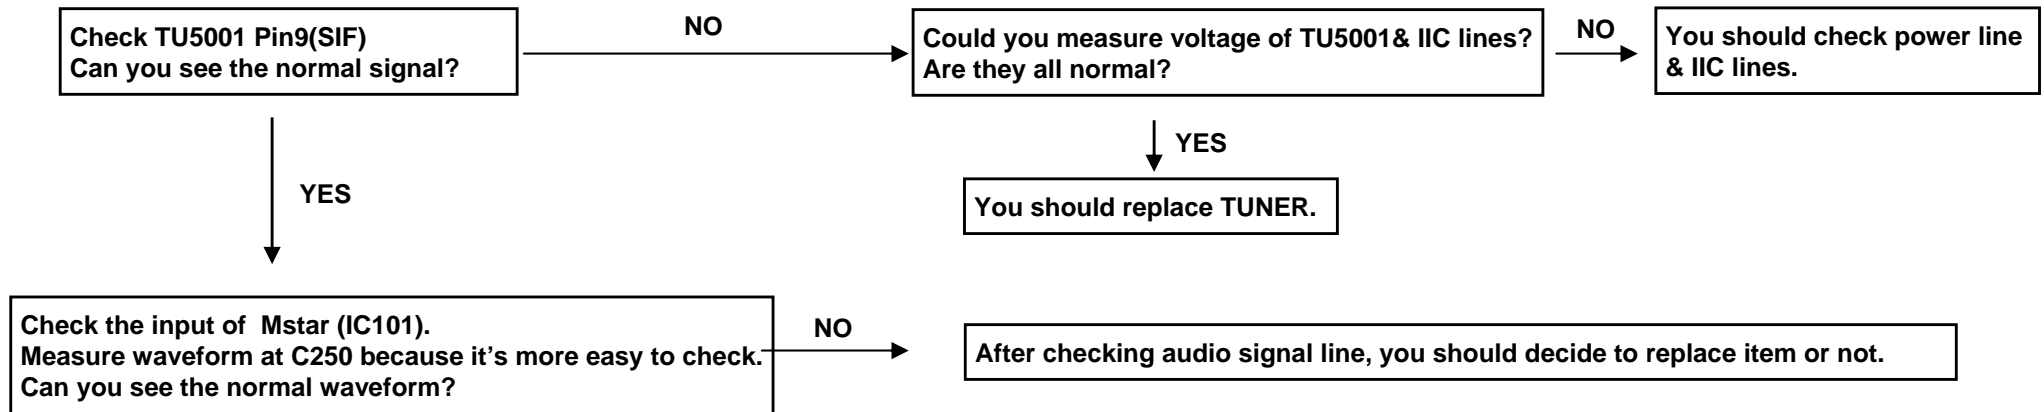 Check TU5001 Pin9(SIF)
Can you see the normal signal?
NO
Could you measure voltage of TU5001& IIC lines?
Are they all normal?
NO
You should check power line
& IIC lines.
YES
You should replace TUNER.
YES
Check the input of Mstar (IC101).
Measure waveform at C250 because it’s more easy to check.
Can you see the normal waveform?
NO
After checking audio signal line, you should decide to replace item or not.